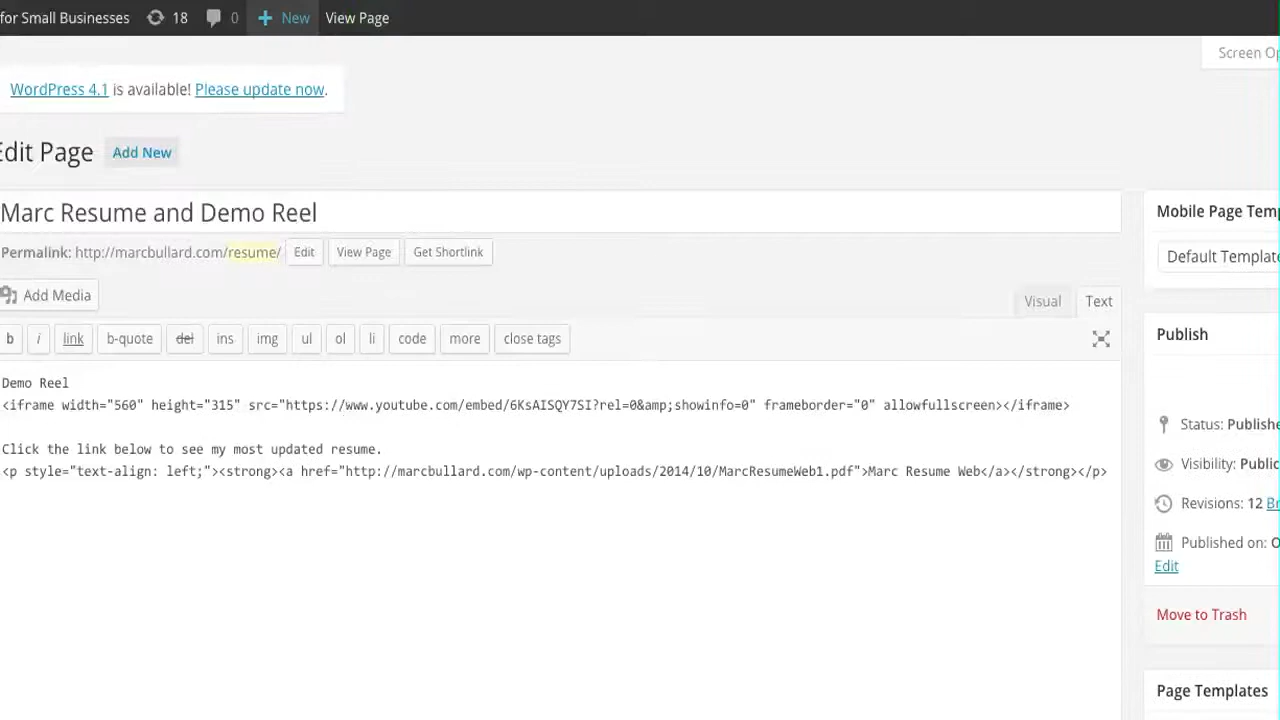 for Small Businesses 18 0 New View Page
Screen Op
WordPress 4.1 is available! Please update now.
Edit Page Add New
Marc Resume and Demo Reel
Mobile Page Temp
Permalink: http://marcbullard.com/resume/ Edit View Page Get Shortlink
Default Template
Add Media
Visual Text
Publish
b i link b-quote del ins img ul ol li code more close tags
Demo Reel
<iframe width="560" height="315" src="https://www.youtube.com/embed/6KsAISQY7SI?rel=0&amp;showinfo=0" frameborder="0" allowfullscreen></iframe>
Status: Publishe
Click the link below to see my most updated resume.
Visibility: Public
<p style="text-align: left;"><strong><a href="http://marcbullard.com/wp-content/uploads/2014/10/MarcResumeWeb1.pdf">Marc Resume Web</a></strong></p>
Revisions: 12 Br
Published on: O
Edit
Move to Trash
Page Templates